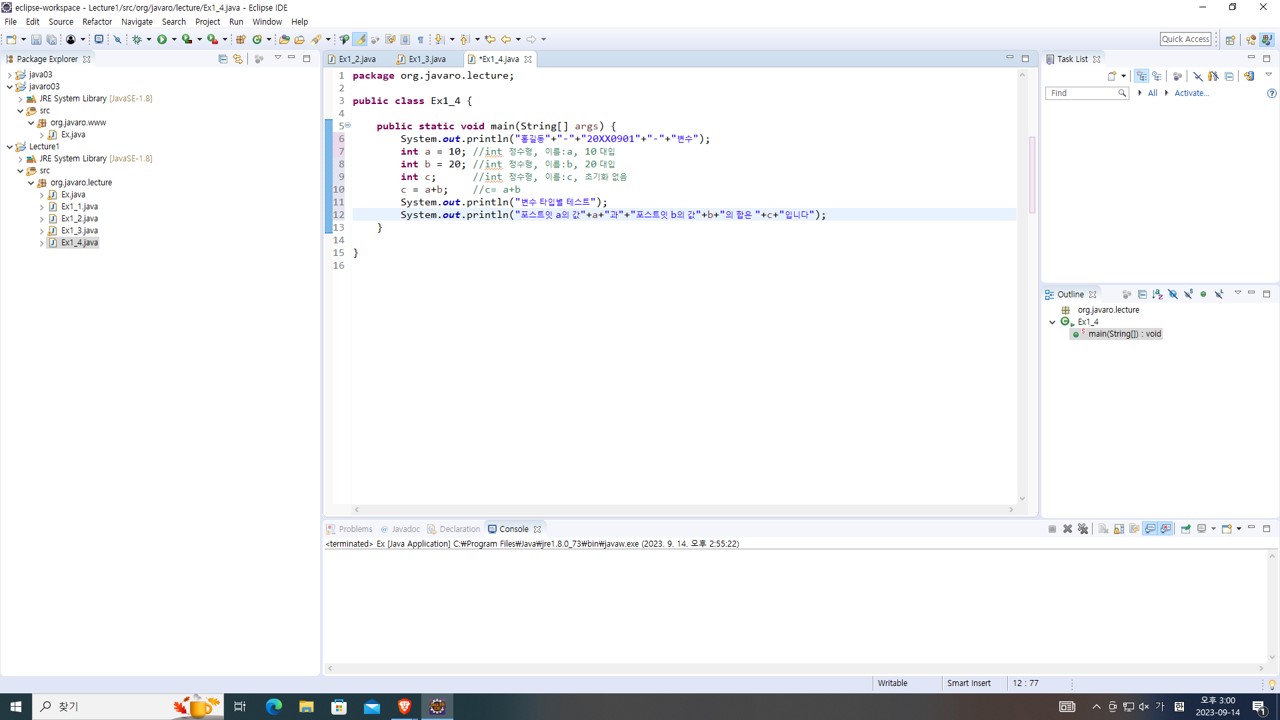 eclipse-workspace - Lecture1/src/org/javaro/lecture/Ex1_4.java - Eclipse IDE
File Edit Source Refactor Navigate Search Project Run Window Help
Quick Access
Package Explorer
java03
javaro03
JRE System Library [JavaSE-1.8]
src
org.javaro.www
Ex.java
Lecture1
JRE System Library [JavaSE-1.8]
src
org.javaro.lecture
Ex.java
Ex1_1.java
Ex1_2.java
Ex1_3.java
Ex1_4.java
Ex1_2.java Ex1_3.java *Ex1_4.java
1 package org.javaro.lecture;
2
3 public class Ex1_4 {
4
5 public static void main(String[] args) {
6 System.out.println("홍길동"+"-"+"20XX0901"+"-"+"변수");
7 int a = 10; //int 정수형, 이름:a, 10 대입
8 int b = 20; //int 정수형, 이름:b, 20 대입
9 int c; //int 정수형, 이름:c, 초기화 없음
10 c = a+b; //c= a+b
11 System.out.println("변수 타입별 테스트");
12 System.out.println("포스트잇 a의 값"+a+"과"+"포스트잇 b의 값"+b+"의 합은 "+c+"입니다");
13 }
14
15 }
16
Task List
Find All Activate...
Outline
org.javaro.lecture
Ex1_4
main(String[]) : void
Problems Javadoc Declaration Console
<terminated> Ex [Java Application] C:₩Program Files₩Java₩jre1.8.0_73₩bin₩javaw.exe (2023. 9. 14. 오후 2:55:22)
Writable Smart Insert 12 : 77
찾기
가
오후 3:00
2023-09-14